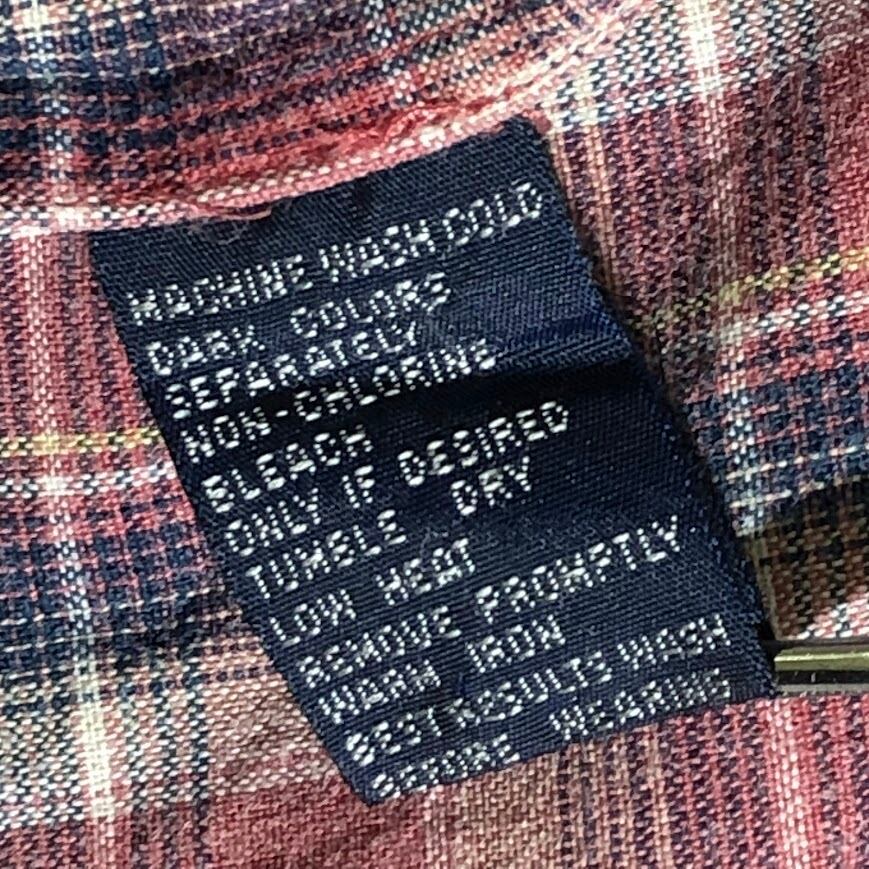 MACHINE WASH COLD
DARK COLORS
SEPARATELY
NON-CHLORINE
BLEACH
ONLY IF DESIRED
TUMBLE DRY
LOW HEAT
REMOVE PROMPTLY
WARM IRON
BEST RESULTS WASH
BEFORE WEARING